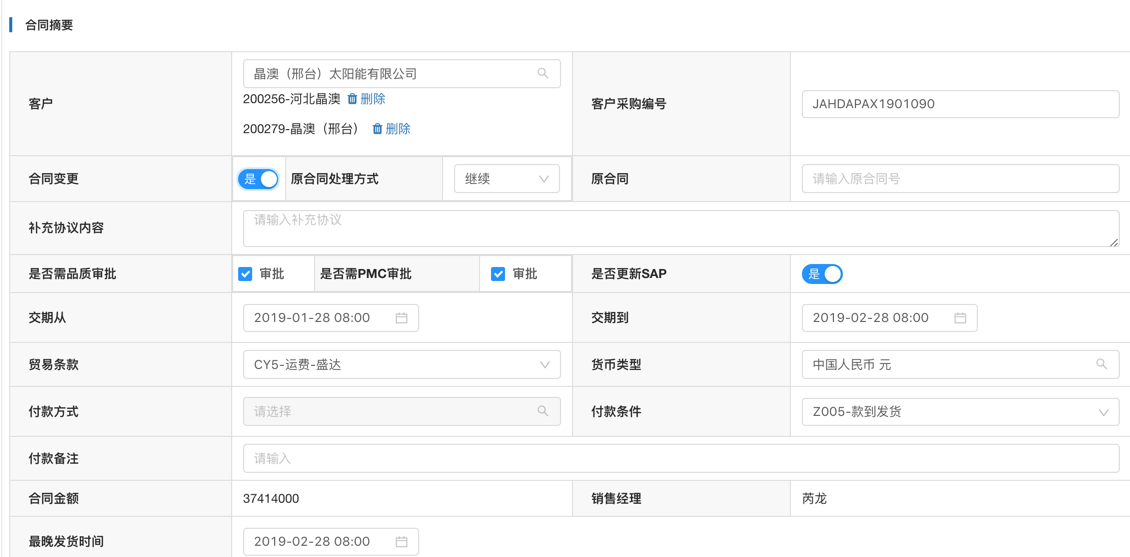 合同摘要
客户
晶澳（邢台）太阳能有限公司
200256-河北晶澳 删除
200279-晶澳（邢台） 删除
客户采购编号
JAHDAPAX1901090
合同变更
是
原合同处理方式
继续
原合同
请输入原合同号
补充协议内容
请输入补充协议
是否需品质审批
审批
是否需PMC审批
审批
是否更新SAP
是
交期从
2019-01-28 08:00
交期到
2019-02-28 08:00
贸易条款
CY5-运费-盛达
货币类型
中国人民币 元
付款方式
请选择
付款条件
Z005-款到发货
付款备注
请输入
合同金额
37414000
销售经理
芮龙
最晚发货时间
2019-02-28 08:00